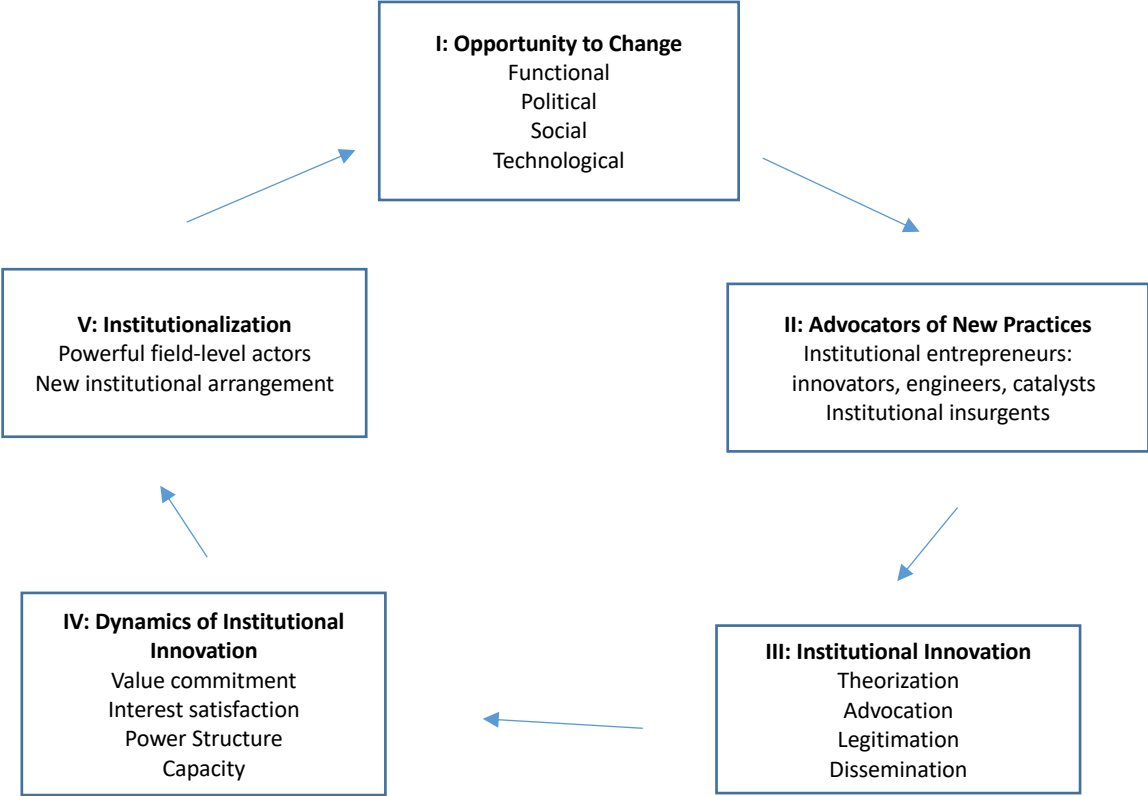 I: Opportunity to Change
Functional
Political
Social
Technological
II: Advocators of New Practices
Institutional entrepreneurs:
innovators, engineers, catalysts
Institutional insurgents
III: Institutional Innovation
Theorization
Advocation
Legitimation
Dissemination
IV: Dynamics of Institutional
Innovation
Value commitment
Interest satisfaction
Power Structure
Capacity
V: Institutionalization
Powerful field-level actors
New institutional arrangement